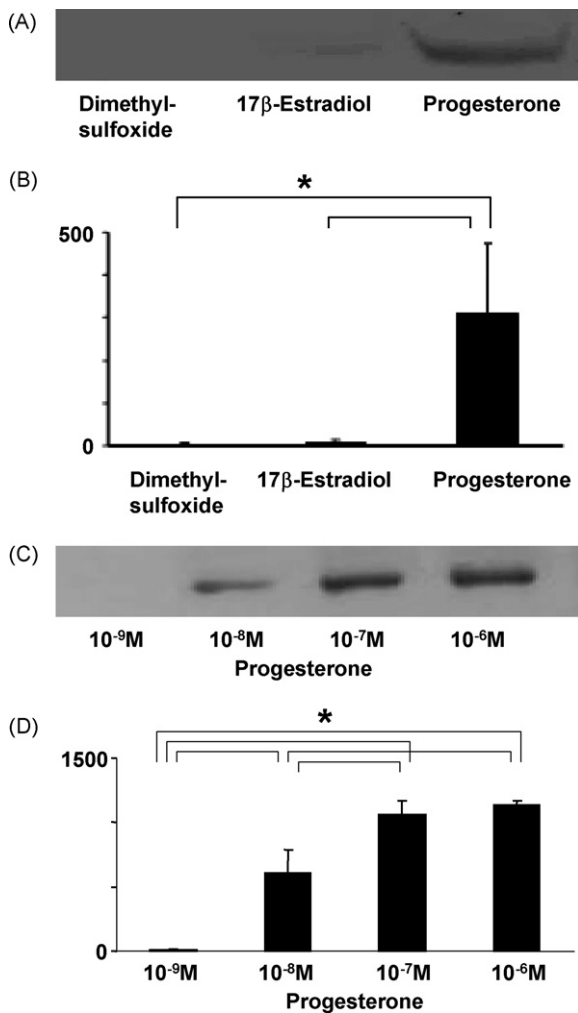 (A)
Dimethyl-
sulfoxide
17β-Estradiol
Progesterone
(B)
*
500
0
Dimethyl-
sulfoxide
17β-Estradiol
Progesterone
(C)
10⁻⁹M 10⁻⁸M 10⁻⁷M 10⁻⁶M
Progesterone
(D)
*
1500
0
10⁻⁹M 10⁻⁸M 10⁻⁷M 10⁻⁶M
Progesterone